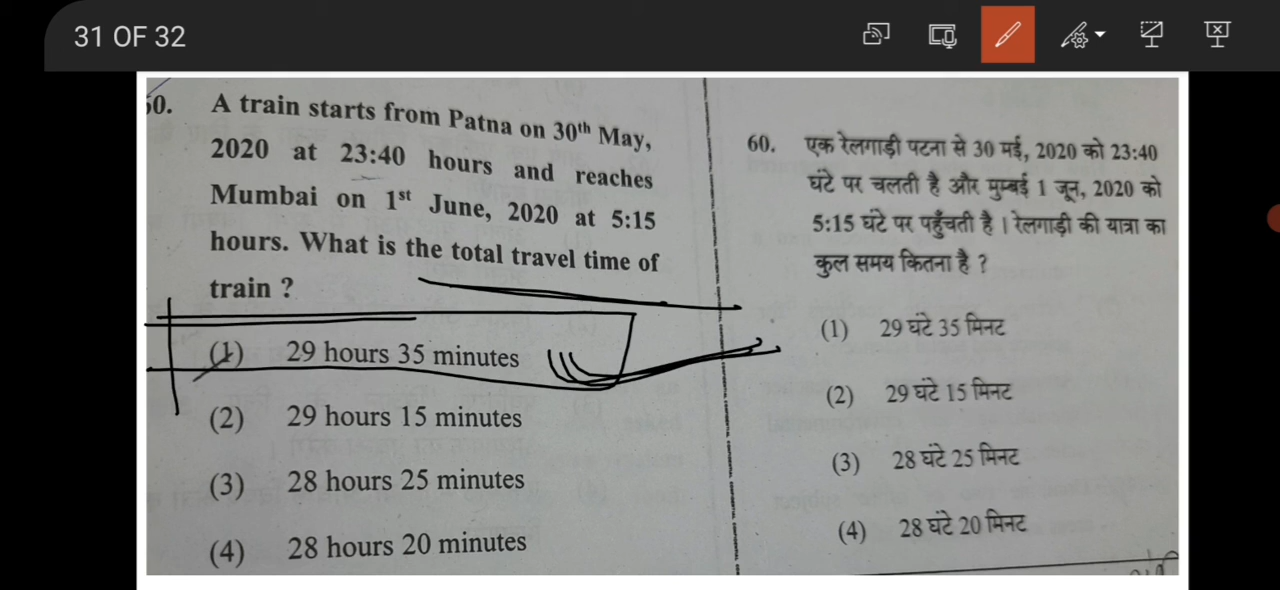 31 OF 32
60.
A train starts from Patna on 30th May,
2020 at 23:40 hours and reaches
Mumbai on 1st June, 2020 at 5:15
hours. What is the total travel time of
train ?
(1) 29 hours 35 minutes
(2) 29 hours 15 minutes
(3) 28 hours 25 minutes
(4) 28 hours 20 minutes
60. एक रेलगाड़ी पटना से 30 मई, 2020 को 23:40
घंटे पर चलती है और मुम्बई 1 जून, 2020 को
5:15 घंटे पर पहुँचती है । रेलगाड़ी की यात्रा का
कुल समय कितना है ?
(1) 29 घंटे 35 मिनट
(2) 29 घंटे 15 मिनट
(3) 28 घंटे 25 मिनट
(4) 28 घंटे 20 मिनट